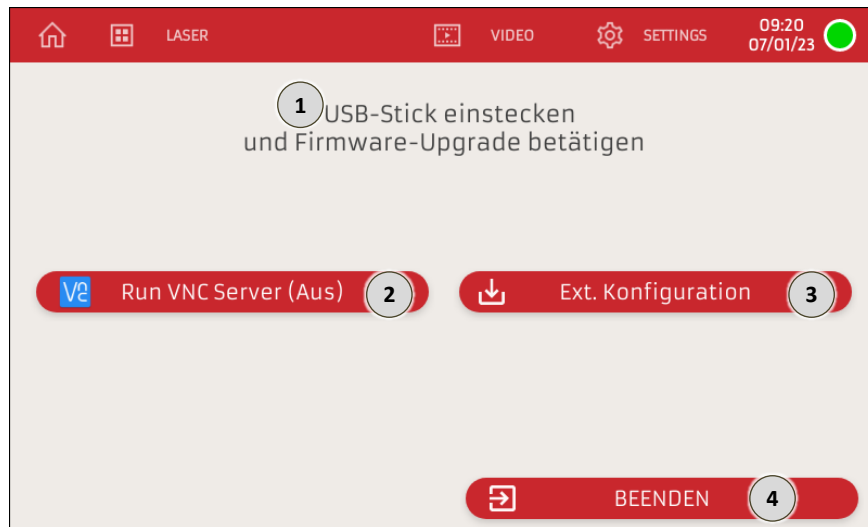 LASER
VIDEO
SETTINGS
09:20
07/01/23
1
USB-Stick einstecken
und Firmware-Upgrade betätigen
Run VNC Server (Aus)
2
Ext. Konfiguration
3
BEENDEN
4